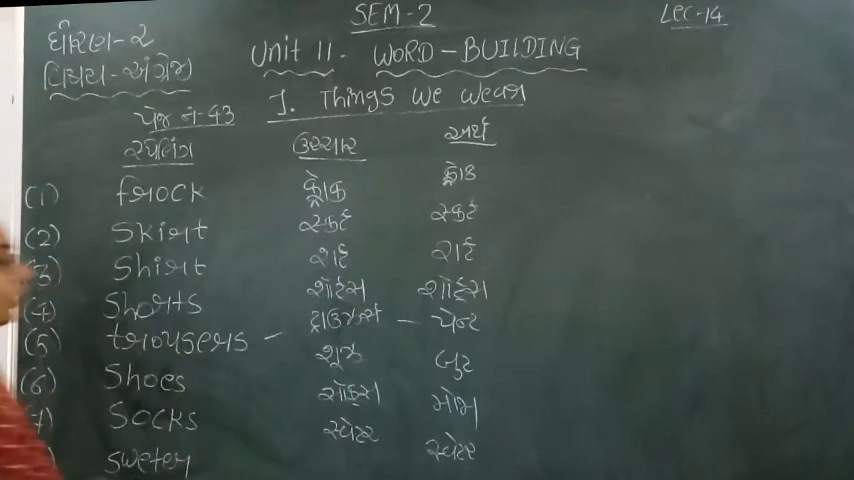 SEM-2
Lec-14
ધોરણ-૨
Unit 11. WORD-BUILDING
વિષય-અંગ્રેજી
1. Things we wear
પેજ નં-43
સ્પેલિંગ ઉચ્ચાર અર્થ
(1) frock ફ્રોક ફ્રોક
(2) Skirt સ્કર્ટ સ્કર્ટ
(3) Shirt શર્ટ શર્ટ
(4) Shorts શોર્ટસ શોર્ટ્સ
(5) trousers - ટ્રાઉઝર્સ - પેન્ટ
(6) Shoes શૂઝ બુટ
7) Socks સોક્સ મોજા
) sweter સ્વેટર સ્વેટર